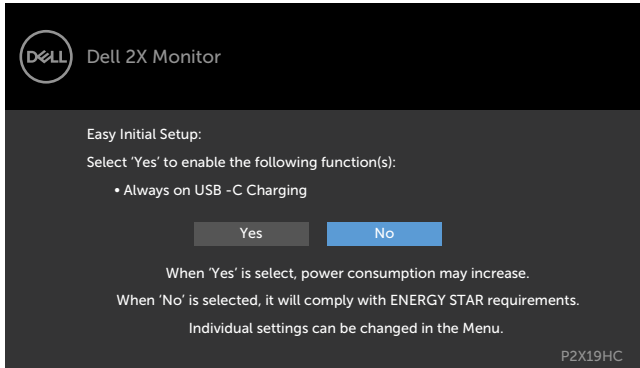 DELL
Dell 2X Monitor
Easy Initial Setup:
Select ‘Yes’ to enable the following function(s):
• Always on USB -C Charging
Yes No
When ‘Yes’ is select, power consumption may increase.
When ‘No’ is selected, it will comply with ENERGY STAR requirements.
Individual settings can be changed in the Menu.
P2X19HC